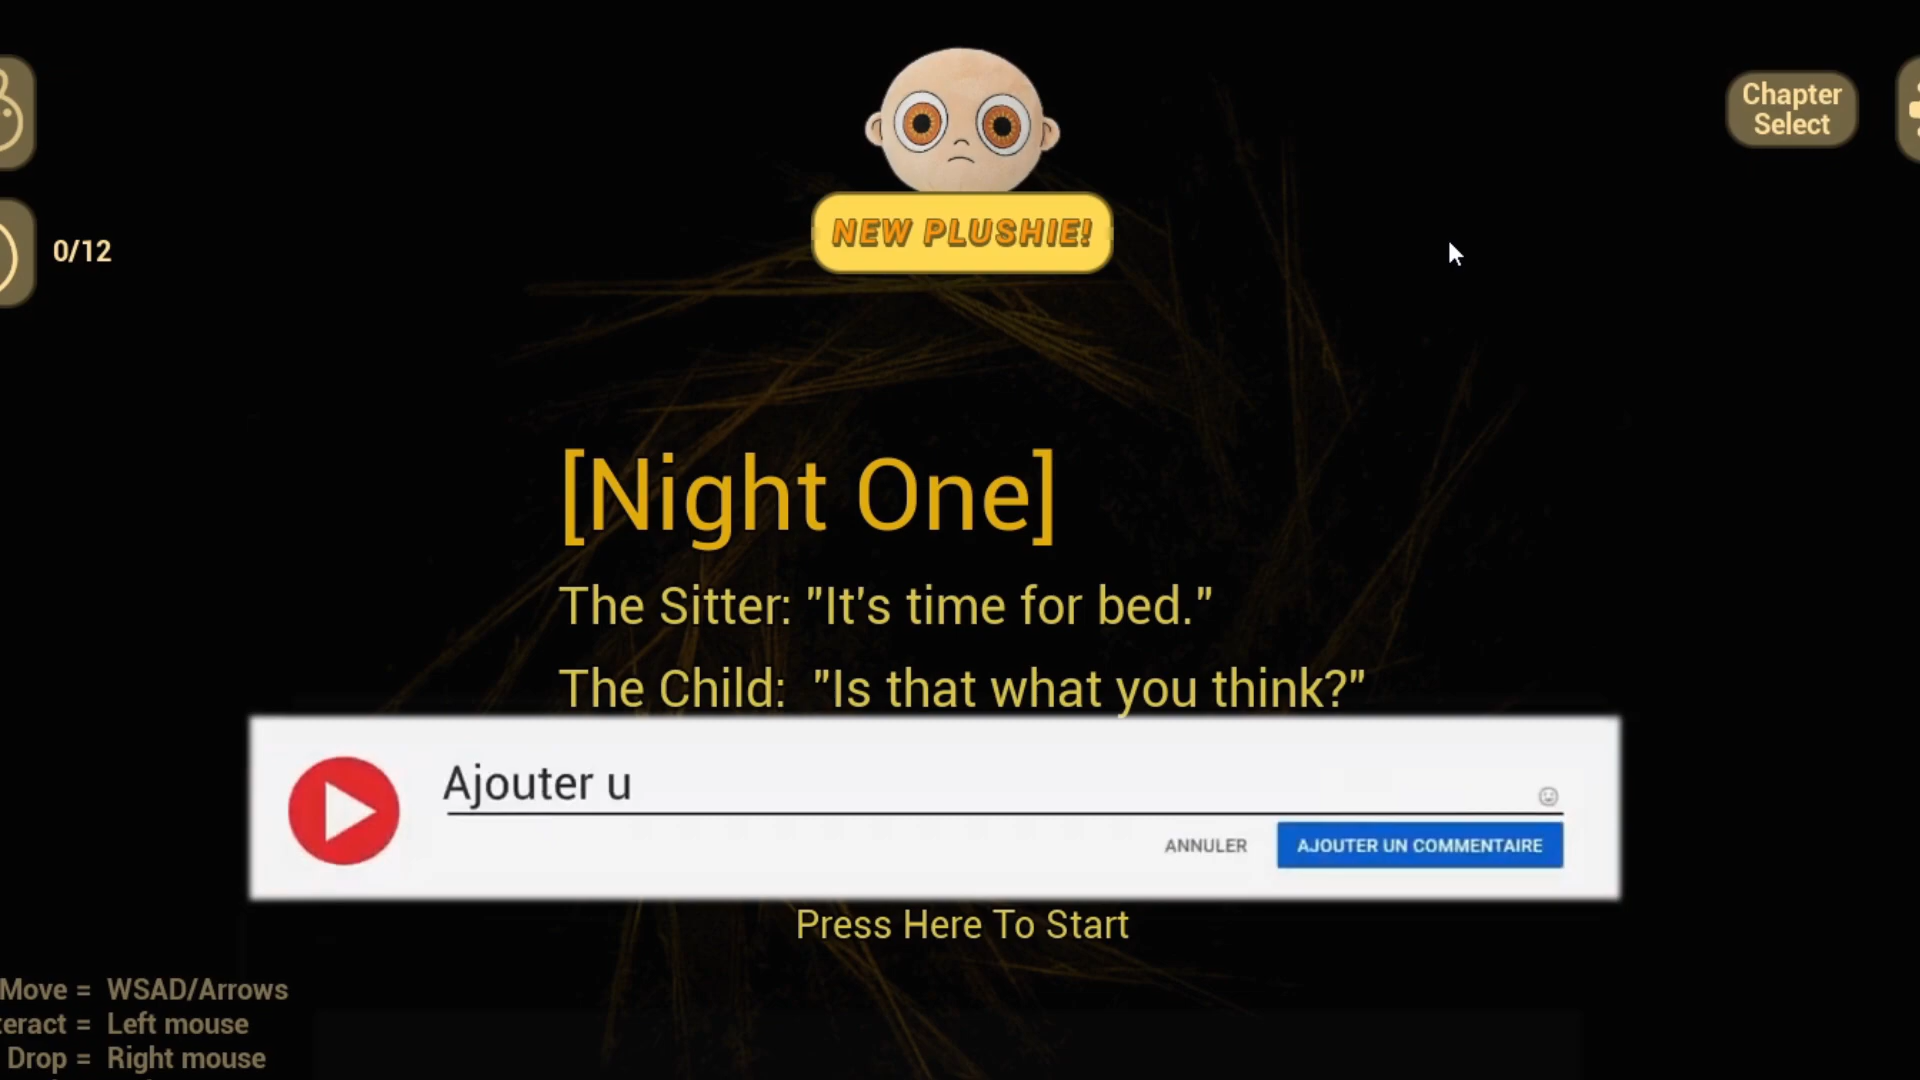 Chapter
Select
NEW PLUSHIE!
0/12
[Night One]
The Sitter: "It's time for bed."
The Child: "Is that what you think?"
Ajouter u
ANNULER
AJOUTER UN COMMENTAIRE
Press Here To Start
Move = WSAD/Arrows
teract = Left mouse
Drop = Right mouse